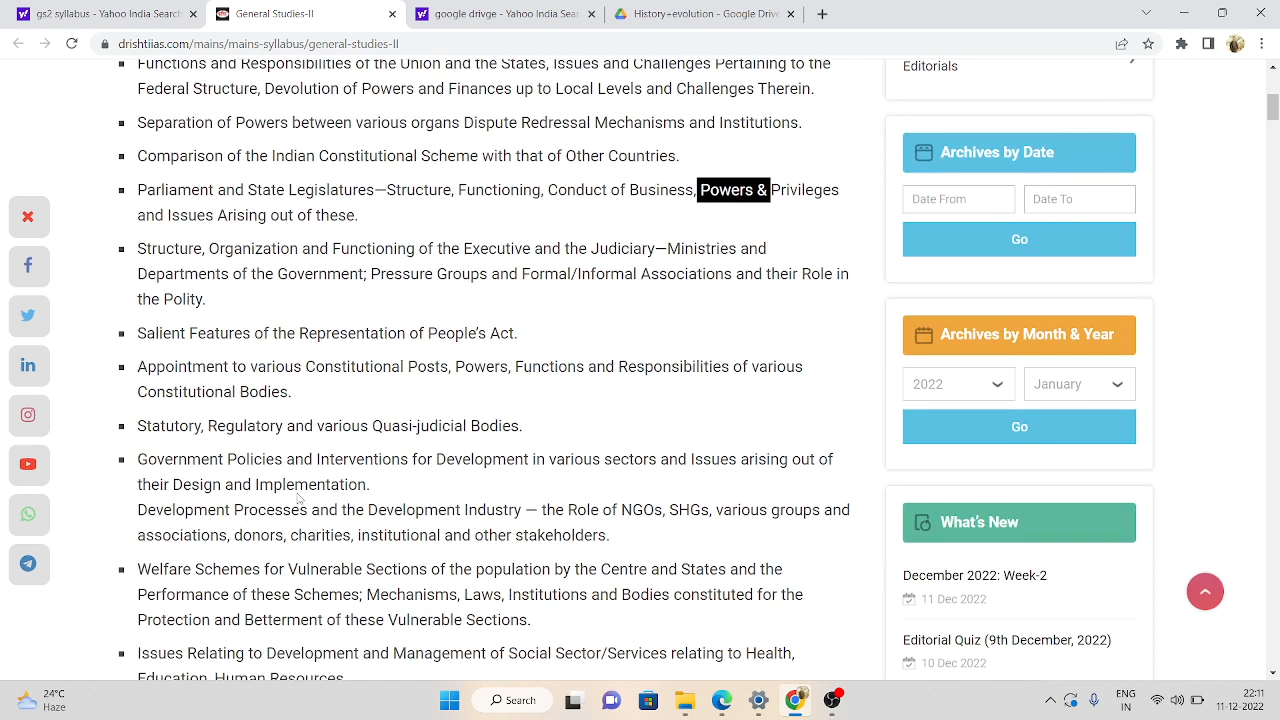 gs2 syllabus - Yahoo India Search
General Studies-II
google drive - Yahoo India Sear
History+evolution - Google Drive
drishtiias.com/mains/mains-syllabus/general-studies-II
Functions and Responsibilities of the Union and the States, Issues and Challenges Pertaining to the
Federal Structure, Devolution of Powers and Finances up to Local Levels and Challenges Therein.
Separation of Powers between various organs Dispute Redressal Mechanisms and Institutions.
Comparison of the Indian Constitutional Scheme with that of Other Countries.
Parliament and State Legislatures—Structure, Functioning, Conduct of Business, Powers & Privileges
and Issues Arising out of these.
Structure, Organization and Functioning of the Executive and the Judiciary—Ministries and
Departments of the Government; Pressure Groups and Formal/Informal Associations and their Role in
the Polity.
Salient Features of the Representation of People’s Act.
Appointment to various Constitutional Posts, Powers, Functions and Responsibilities of various
Constitutional Bodies.
Statutory, Regulatory and various Quasi-judicial Bodies.
Government Policies and Interventions for Development in various sectors and Issues arising out of
their Design and Implementation.
Development Processes and the Development Industry — the Role of NGOs, SHGs, various groups and
associations, donors, charities, institutional and other stakeholders.
Welfare Schemes for Vulnerable Sections of the population by the Centre and States and the
Performance of these Schemes; Mechanisms, Laws, Institutions and Bodies constituted for the
Protection and Betterment of these Vulnerable Sections.
Issues Relating to Development and Management of Social Sector/Services relating to Health,
Education, Human Resources.
Editorials
Archives by Date
Date From
Date To
Go
Archives by Month & Year
2022
January
Go
What’s New
December 2022: Week-2
11 Dec 2022
Editorial Quiz (9th December, 2022)
10 Dec 2022
24°C
Haze
Search
ENG
IN
22:11
11-12-2022